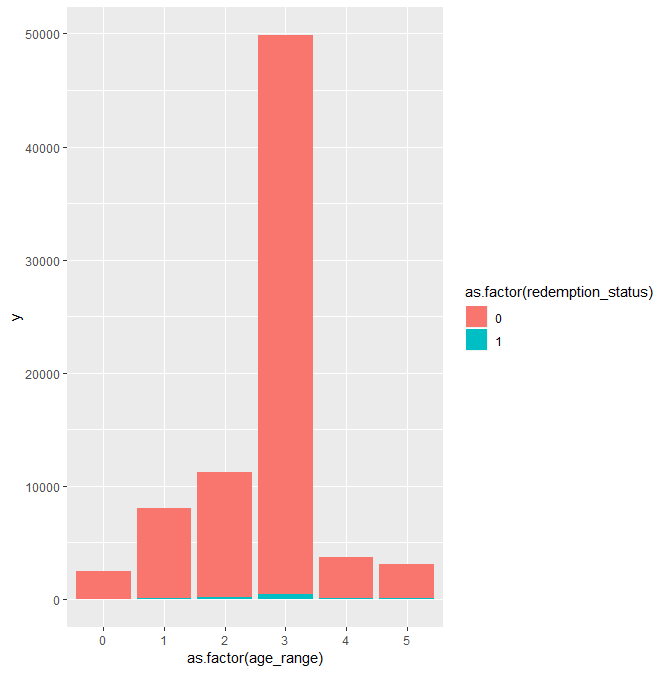 50000
40000
30000
20000
10000
0
y
0 1 2 3 4 5
as.factor(age_range)
as.factor(redemption_status)
0
1